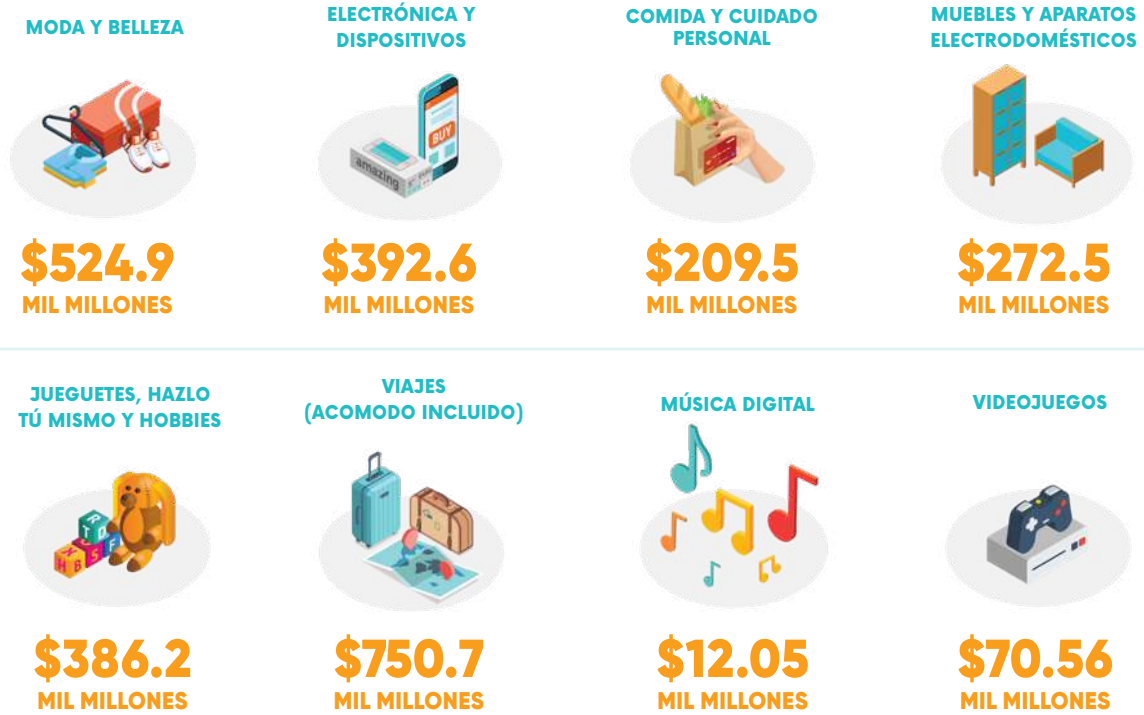 MODA Y BELLEZA
ELECTRÓNICA Y
DISPOSITIVOS
COMIDA Y CUIDADO
PERSONAL
MUEBLES Y APARATOS
ELECTRODOMÉSTICOS
BUY
amazing
$524.9
MIL MILLONES
$392.6
MIL MILLONES
$209.5
MIL MILLONES
$272.5
MIL MILLONES
JUEGUETES, HAZLO
TÚ MISMO Y HOBBIES
VIAJES
(ACOMODO INCLUIDO)
MÚSICA DIGITAL
VIDEOJUEGOS
$386.2
MIL MILLONES
$750.7
MIL MILLONES
$12.05
MIL MILLONES
$70.56
MIL MILLONES